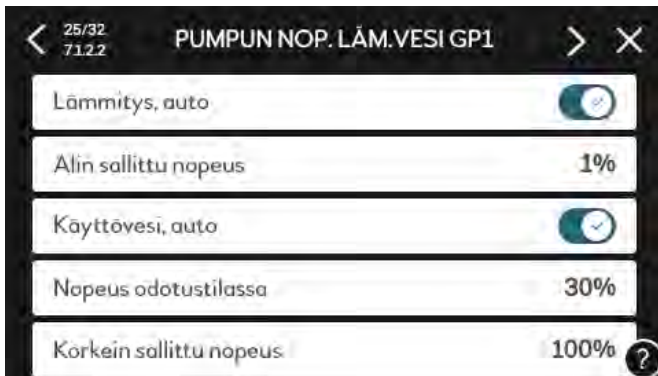 25/32
7.1.2.2
PUMPUN NOP. LÄM.VESI GP1
Lämmitys, auto
Alin sallittu nopeus 1%
Käyttövesi, auto
Nopeus odotustilassa 30%
Korkein sallittu nopeus 100%
?